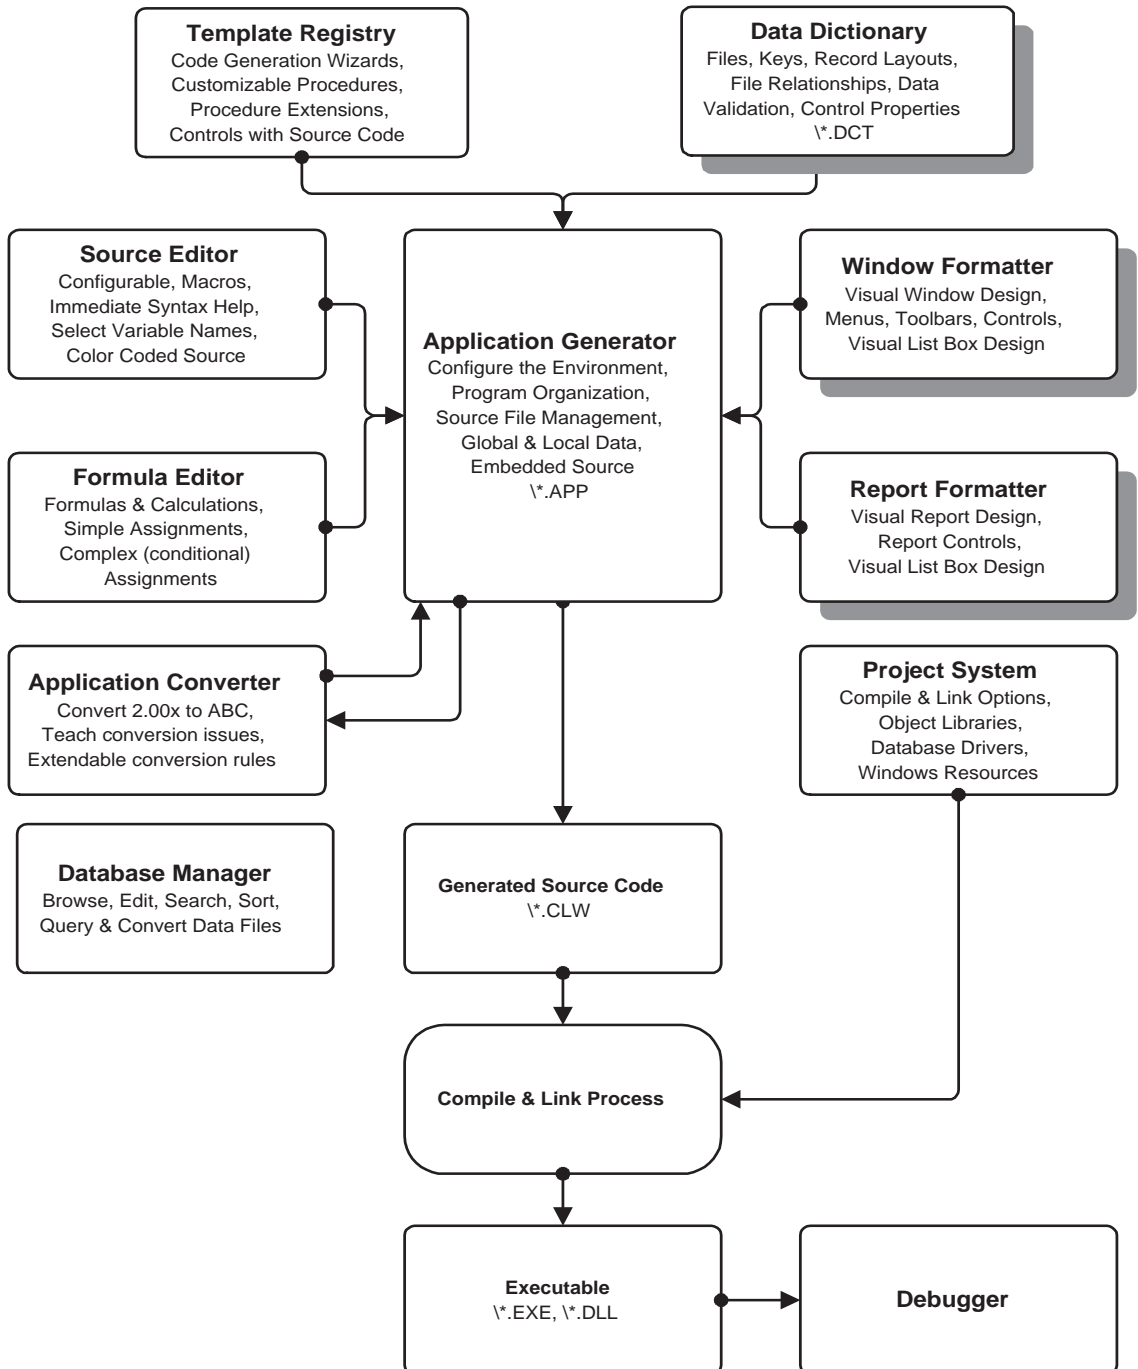 Template Registry
Code Generation Wizards,
Customizable Procedures,
Procedure Extensions,
Controls with Source Code
Data Dictionary
Files, Keys, Record Layouts,
File Relationships, Data
Validation, Control Properties
\*.DCT
Source Editor
Configurable, Macros,
Immediate Syntax Help,
Select Variable Names,
Color Coded Source
Application Generator
Configure the Environment,
Program Organization,
Source File Management,
Global & Local Data,
Embedded Source
\*.APP
Window Formatter
Visual Window Design,
Menus, Toolbars, Controls,
Visual List Box Design
Formula Editor
Formulas & Calculations,
Simple Assignments,
Complex (conditional)
Assignments
Report Formatter
Visual Report Design,
Report Controls,
Visual List Box Design
Application Converter
Convert 2.00x to ABC,
Teach conversion issues,
Extendable conversion rules
Project System
Compile & Link Options,
Object Libraries,
Database Drivers,
Windows Resources
Database Manager
Browse, Edit, Search, Sort,
Query & Convert Data Files
Generated Source Code
\*.CLW
Compile & Link Process
Executable
\*.EXE, \*.DLL
Debugger